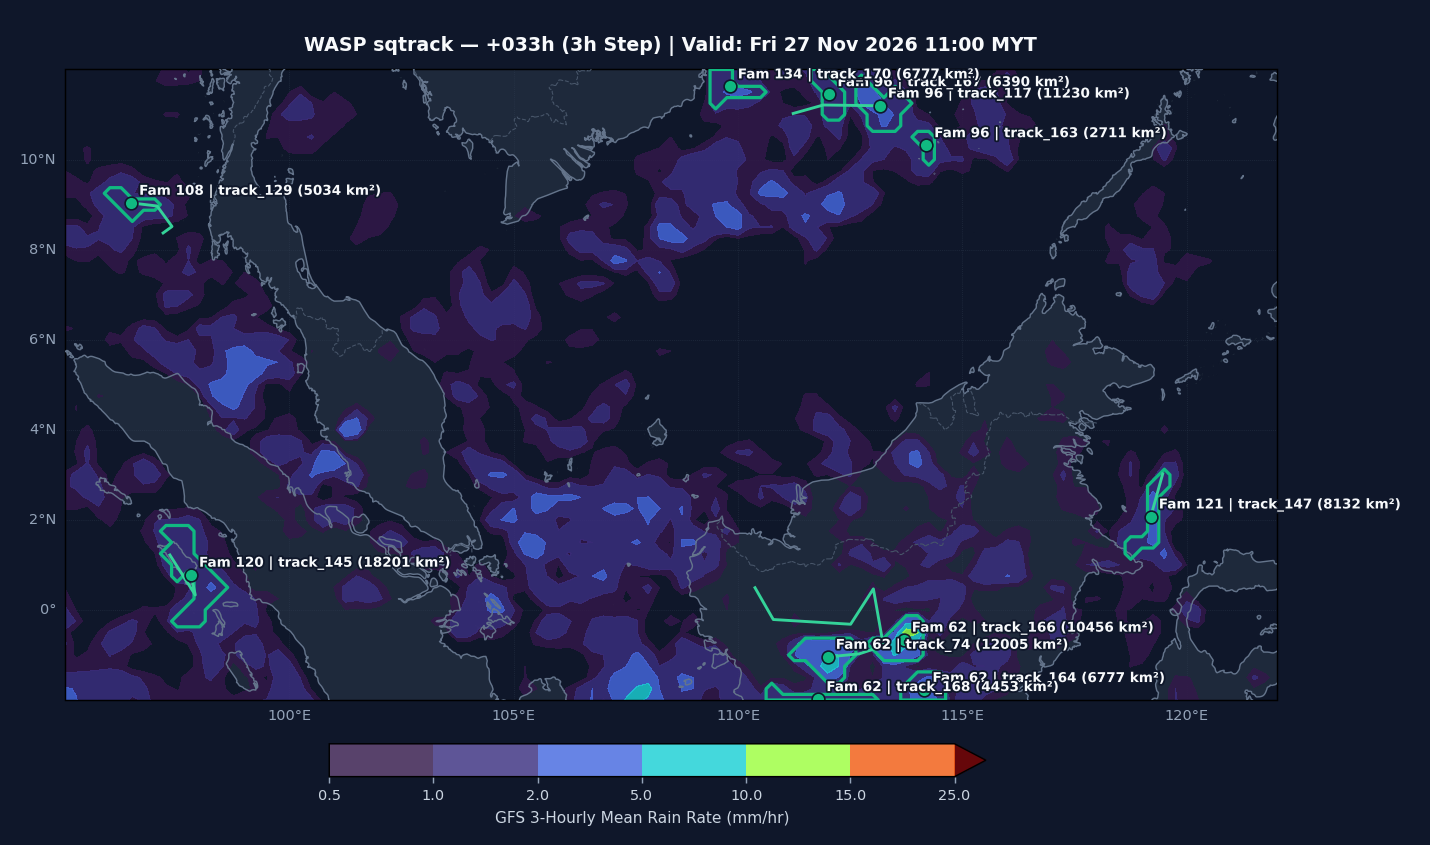 WASP sqtrack — +033h (3h Step) | Valid: Fri 27 Nov 2026 11:00 MYT
Fam 134 | track_170 (6777 km²)
Fam 96 | track_167 (6390 km²)
Fam 96 | track_117 (11230 km²)
Fam 96 | track_163 (2711 km²)
10°N
Fam 108 | track_129 (5034 km²)
8°N
6°N
4°N
2°N
Fam 121 | track_147 (8132 km²)
Fam 120 | track_145 (18201 km²)
0°
Fam 62 | track_166 (10456 km²)
Fam 62 | track_74 (12005 km²)
Fam 62 | track_164 (6777 km²)
Fam 62 | track_168 (4453 km²)
100°E 105°E 110°E 115°E 120°E
0.5 1.0 2.0 5.0 10.0 15.0 25.0
GFS 3-Hourly Mean Rain Rate (mm/hr)